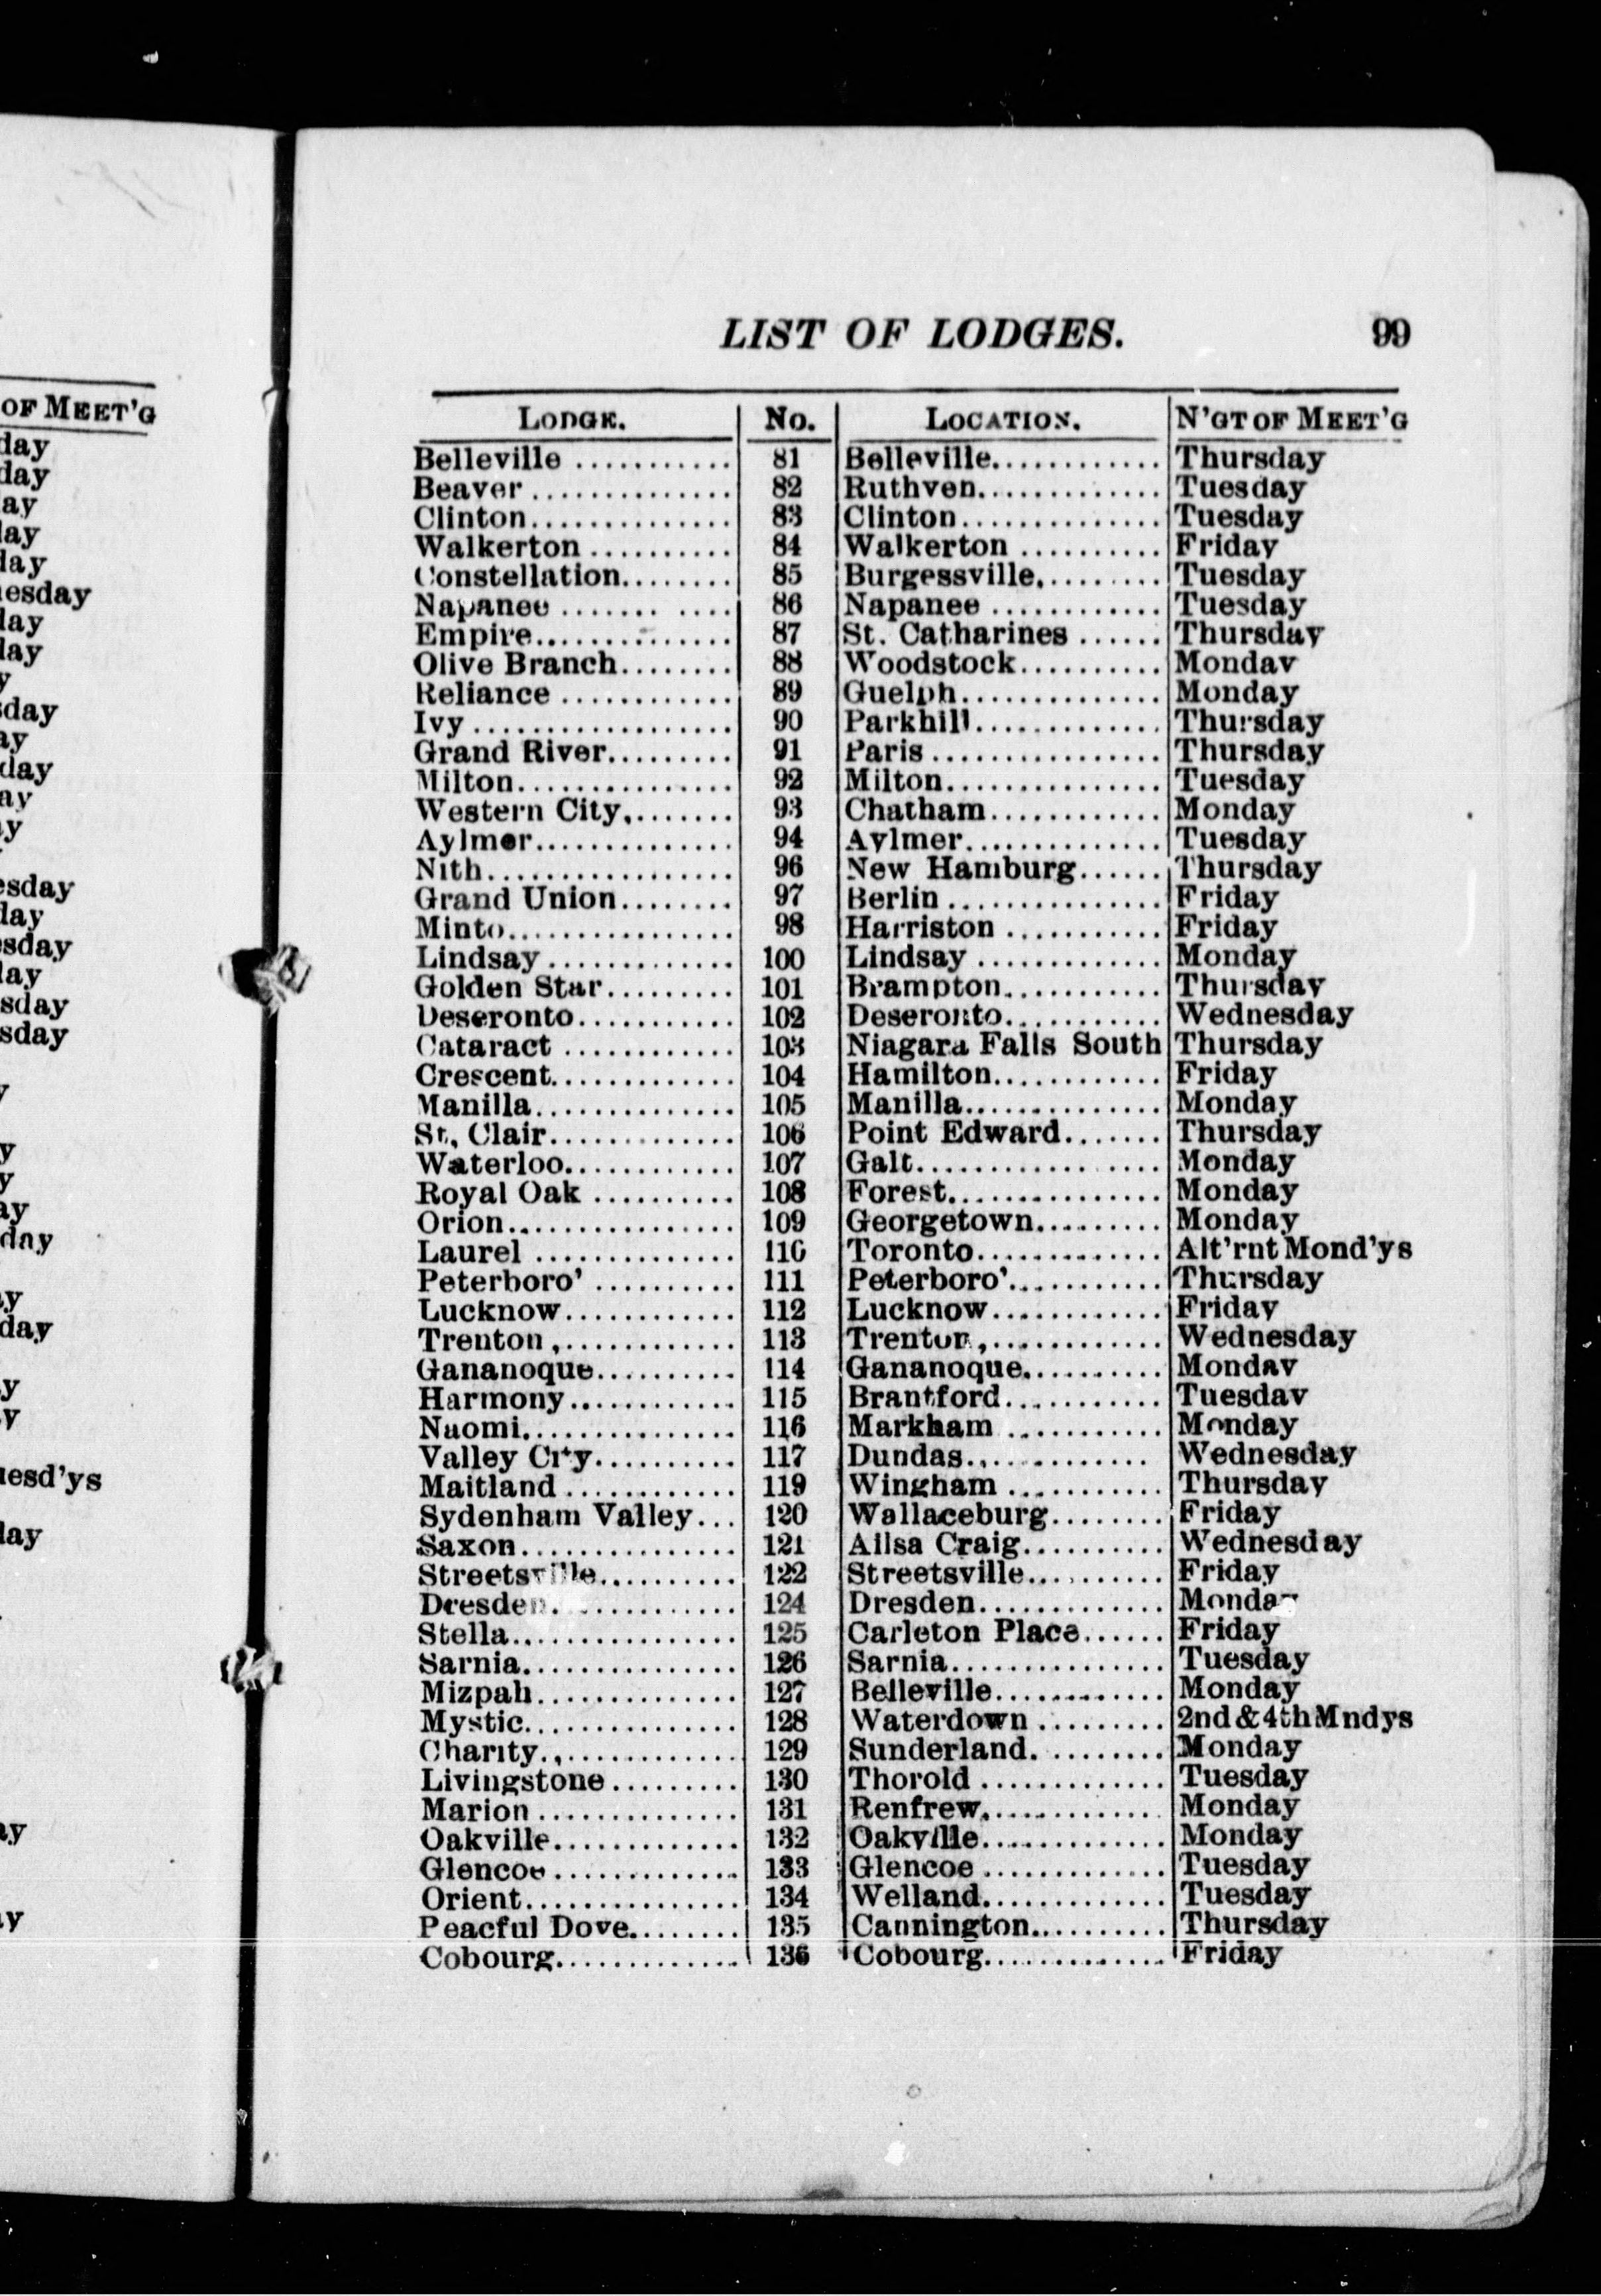 LIST OF LODGES. 99
LODGE. No. LOCATION. N'GT OF MEET'G
Belleville ........... 81 Belleville............ Thursday
Beaver .............. 82 Ruthven.............. Tuesday
Clinton.............. 83 Clinton............... Tuesday
Walkerton .......... 84 Walkerton ........... Friday
Constellation........ 85 Burgessville......... Tuesday
Napanee ............ 86 Napanee ............. Tuesday
Empire.............. 87 St. Catharines ...... Thursday
Olive Branch........ 88 Woodstock........... Monday
Reliance ............ 89 Guelph............... Monday
Ivy ................... 90 Parkhill.............. Thursday
Grand River......... 91 Paris ................. Thursday
Milton................ 92 Milton................ Tuesday
Western City........ 93 Chatham............. Monday
Aylmer.............. 94 Aylmer............... Tuesday
Nith.................. 96 New Hamburg...... Thursday
Grand Union........ 97 Berlin ................ Friday
Minto................ 98 Harriston ........... Friday
Lindsay ............. 100 Lindsay ............. Monday
Golden Star......... 101 Brampton............ Thursday
Deseronto........... 102 Deseronto............ Wednesday
Cataract ............ 103 Niagara Falls South Thursday
Crescent............. 104 Hamilton............. Friday
Manilla.............. 105 Manilla............... Monday
St. Clair............. 106 Point Edward....... Thursday
Waterloo............ 107 Galt.................. Monday
Royal Oak .......... 108 Forest................ Monday
Orion................ 109 Georgetown......... Monday
Laurel .............. 110 Toronto.............. Alt'rnt Mond'ys
Peterboro' .......... 111 Peterboro'........... Thursday
Lucknow............ 112 Lucknow............ Friday
Trenton ,............ 113 Trenton ,............ Wednesday
Gananoque.......... 114 Gananoque.......... Monday
Harmony............ 115 Brantford........... Tuesday
Naomi............... 116 Markham ........... Monday
Valley City.......... 117 Dundas............. Wednesday
Maitland ............ 119 Wingham ........... Thursday
Sydenham Valley... 120 Wallaceburg........ Friday
Saxon............... 121 Ailsa Craig.......... Wednesday
Streetsville.......... 122 Streetsville.......... Friday
Dresden............. 124 Dresden............. Monday
Stella................ 125 Carleton Place...... Friday
Sarnia............... 126 Sarnia............... Tuesday
Mizpah.............. 127 Belleville............ Monday
Mystic............... 128 Waterdown ......... 2nd & 4th Mndys
Charity.,............ 129 Sunderland. ........ Monday
Livingstone ......... 130 Thorold ............. Tuesday
Marion .............. 131 Renfrew............. Monday
Oakville............. 132 Oakville............. Monday
Glencoe ............. 133 Glencoe ............. Tuesday
Orient............... 134 Welland............. Tuesday
Peacful Dove........ 135 Cannington.......... Thursday
Cobourg............. 136 Cobourg............. Friday